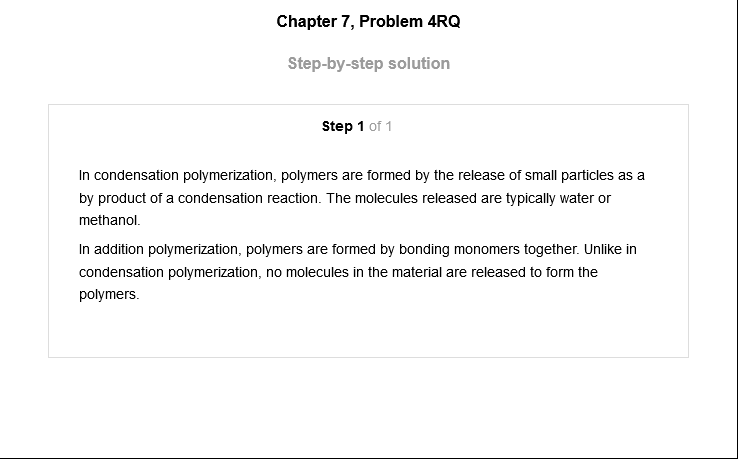 Chapter 7, Problem 4RQ
Step-by-step solution
Step 1 of 1
In condensation polymerization, polymers are formed by the release of small particles as a
by product of a condensation reaction. The molecules released are typically water or
methanol.
In addition polymerization, polymers are formed by bonding monomers together. Unlike in
condensation polymerization, no molecules in the material are released to form the
polymers.